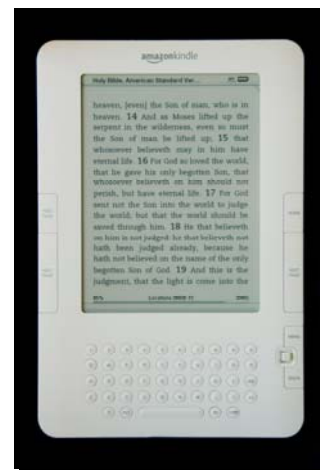 amazonkindle
Holy Bible, American Standard Ver...
heaven, [even] the Son of man, who is in
heaven. 14 And as Moses lifted up the
serpent in the wilderness, even so must
the Son of man be lifted up; 15 that
whosoever believeth may in him have
eternal life. 16 For God so loved the world,
that he gave his only begotten Son, that
whosoever believeth on him should not
perish, but have eternal life. 17 For God
sent not the Son into the world to judge
the world; but that the world should be
saved through him. 18 He that believeth
on him is not judged: he that believeth not
hath been judged already, because he
hath not believed on the name of the only
begotten Son of God. 19 And this is the
judgment, that the light is come into the
Locations